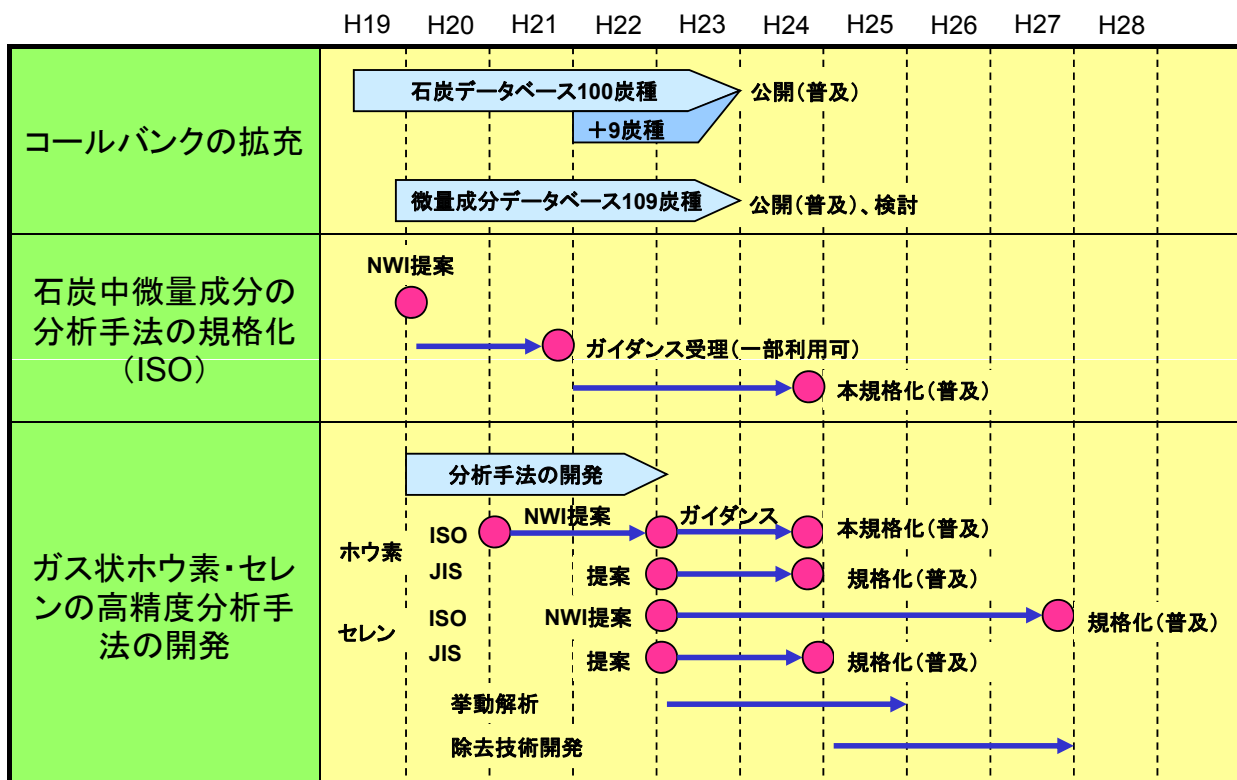 H19 H20 H21 H22 H23 H24 H25 H26 H27 H28
コールバンクの拡充
石炭データベース100炭種
公開（普及）
＋9炭種
微量成分データベース109炭種
公開（普及）、検討
石炭中微量成分の
分析手法の規格化
（ISO）
NWI提案
ガイダンス受理（一部利用可）
本規格化（普及）
ガス状ホウ素・セレ
ンの高精度分析手
法の開発
分析手法の開発
ホウ素
ISO
NWI提案
ガイダンス
本規格化（普及）
JIS
提案
規格化（普及）
セレン
ISO
NWI提案
規格化（普及）
JIS
提案
規格化（普及）
挙動解析
除去技術開発